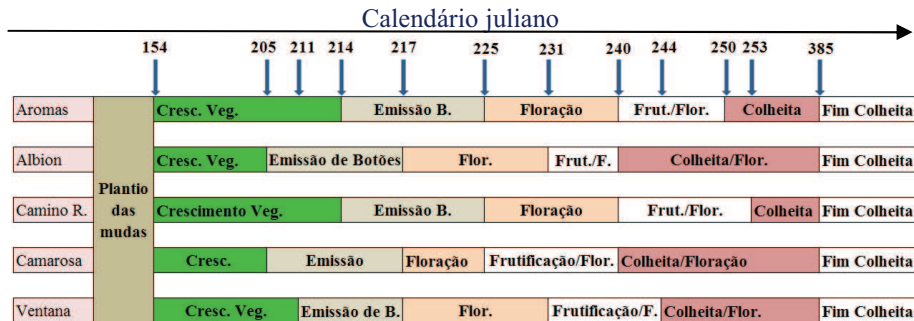 Calendário juliano
154 205 211 214 217 225 231 240 244 250 253 385
Aromas Cresc. Veg. Emissão B. Floração Frut./Flor. Colheita Fim Colheita
Albion Cresc. Veg. Emissão de Botões Flor. Frut./F. Colheita/Flor. Fim Colheita
Plantio
das
mudas
Camino R. Crescimento Veg. Emissão B. Floração Frut./Flor. Colheita Fim Colheita
Camarosa Cresc. Emissão Floração Frutificação/Flor. Colheita/Floração Fim Colheita
Ventana Cresc. Veg. Emissão de B. Flor. Frutificação/F. Colheita/Flor. Fim Colheita